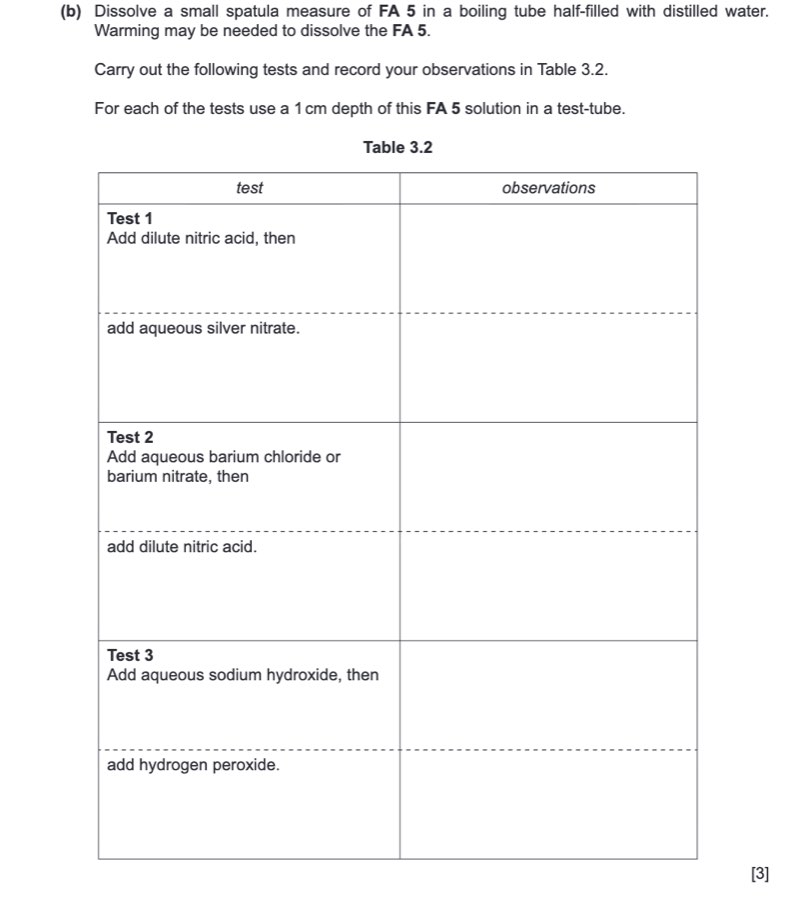 (b) Dissolve a small spatula measure of FA 5 in a boiling tube half-filled with distilled water.
Warming may be needed to dissolve the FA 5.
Carry out the following tests and record your observations in Table 3.2.
For each of the tests use a 1 cm depth of this FA 5 solution in a test-tube.
Table 3.2
test observations
Test 1
Add dilute nitric acid, then
add aqueous silver nitrate.
Test 2
Add aqueous barium chloride or
barium nitrate, then
add dilute nitric acid.
Test 3
Add aqueous sodium hydroxide, then
add hydrogen peroxide.
[3]